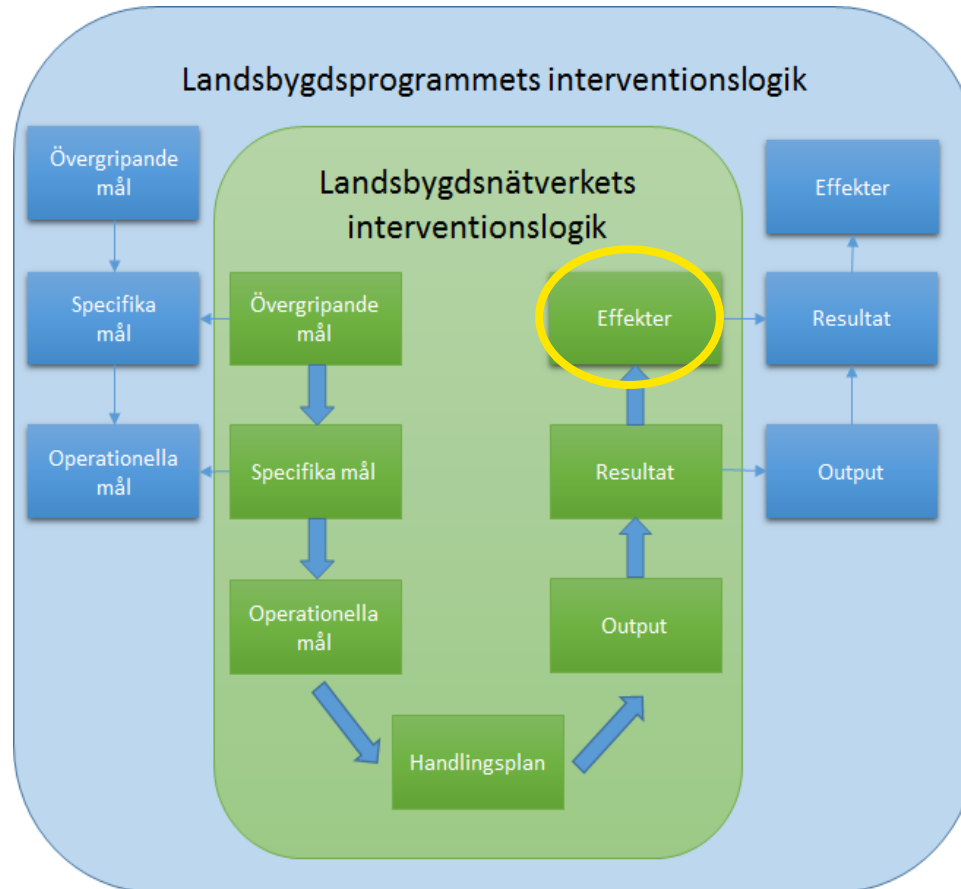 Landsbygdsprogrammets interventionslogik
Övergripande
mål
Specifika
mål
Operationella
mål
Landsbygdsnätverkets
interventionslogik
Övergripande
mål
Specifika mål
Operationella
mål
Handlingsplan
Effekter
Resultat
Output
Effekter
Resultat
Output